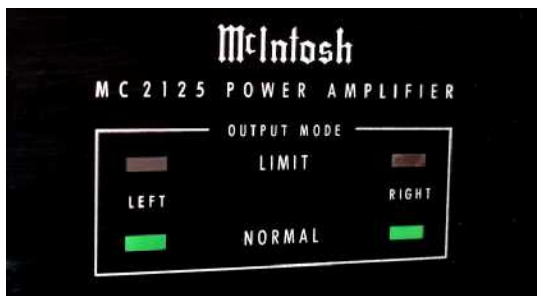 McIntosh
MC 2125 POWER AMPLIFIER
OUTPUT MODE
LIMIT
LEFT
RIGHT
NORMAL